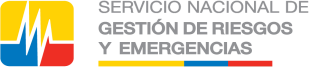 SERVICIO NACIONAL DE
GESTIÓN DE RIESGOS
Y EMERGENCIAS